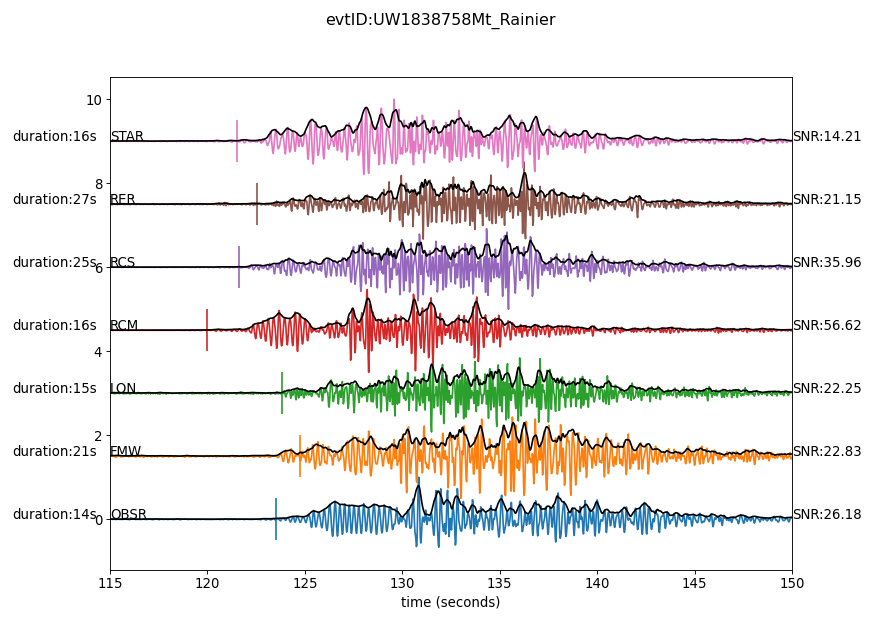 evtID:UW1838758Mt_Rainier
10
duration:16s STAR SNR:14.21
8
duration:27s RER SNR:21.15
duration:25s RCS SNR:35.96
6
duration:16s RCM SNR:56.62
4
duration:15s LON SNR:22.25
2
duration:21s FMW SNR:22.83
duration:14s OBSR SNR:26.18
0
115 120 125 130 135 140 145 150
time (seconds)